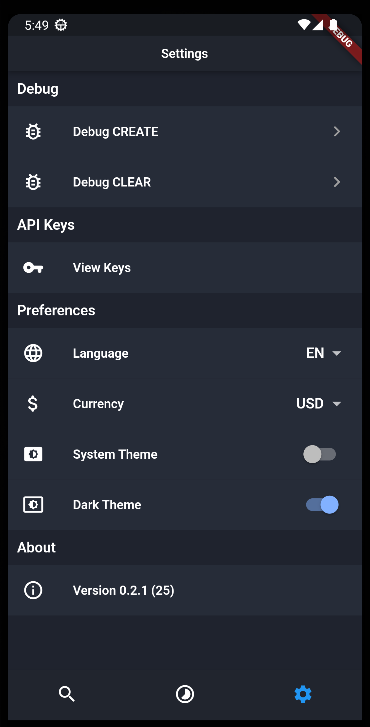 5:49
DEBUG
Settings
Debug
Debug CREATE
Debug CLEAR
API Keys
View Keys
Preferences
Language EN
Currency USD
System Theme
Dark Theme
About
Version 0.2.1 (25)